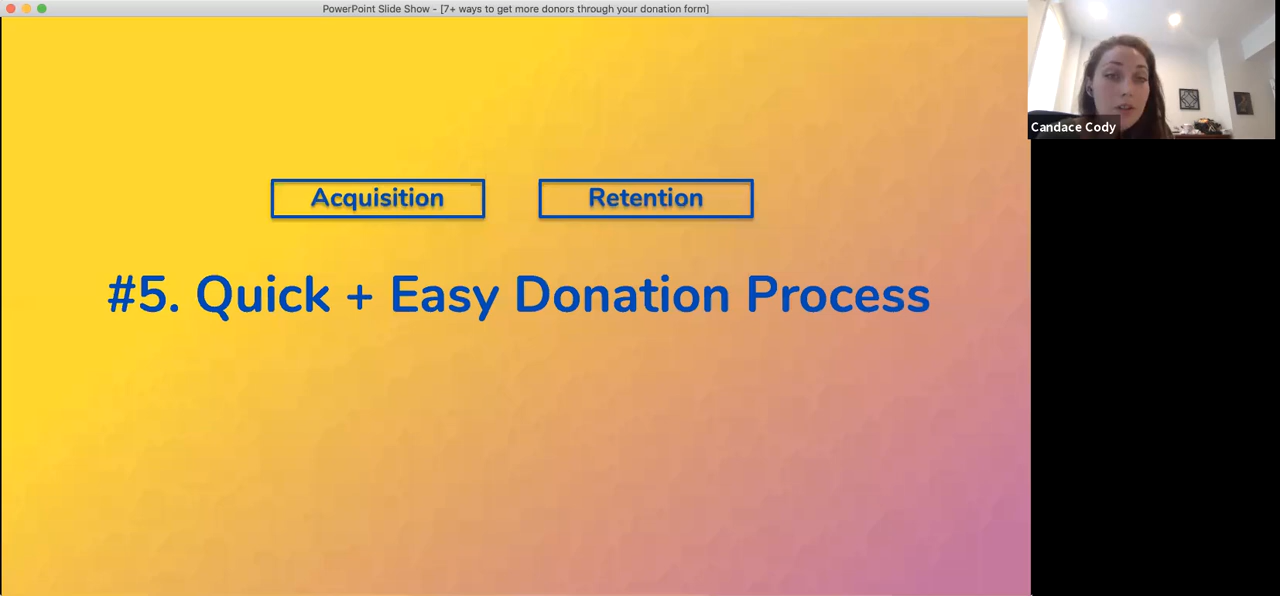 PowerPoint Slide Show - [7+ ways to get more donors through your donation form]
Candace Cody
Acquisition
Retention
#5. Quick + Easy Donation Process